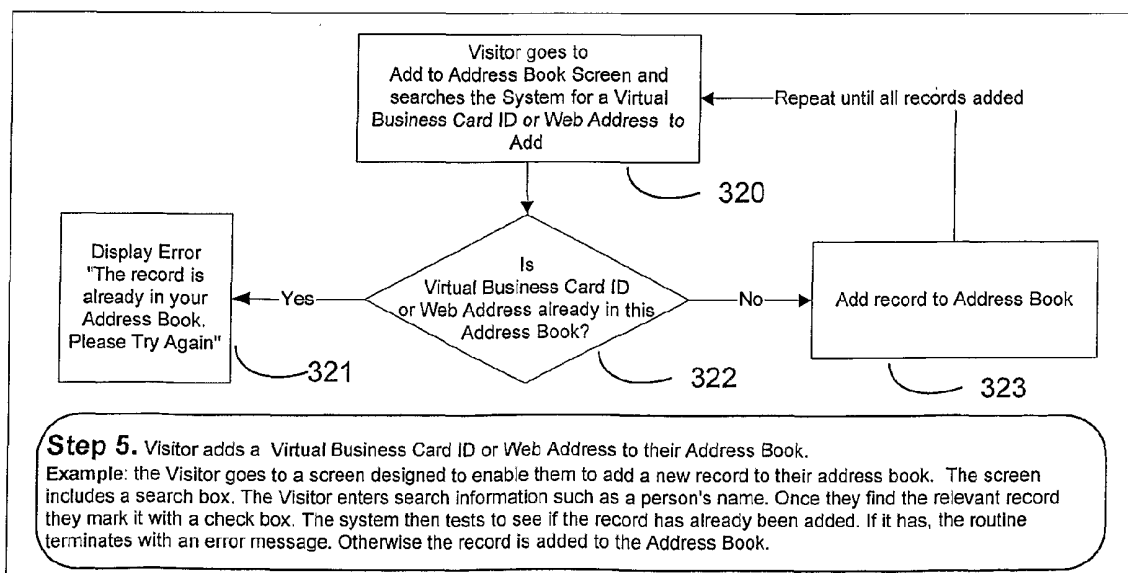 Visitor goes to
Add to Address Book Screen and
searches the System for a Virtual
Business Card ID or Web Address to
Add
Repeat until all records added
320
Display Error
"The record is
already in your
Address Book.
Please Try Again"
321
Yes
Is
Virtual Business Card ID
or Web Address already in this
Address Book?
322
No
Add record to Address Book
323
Step 5. Visitor adds a Virtual Business Card ID or Web Address to their Address Book.
Example: the Visitor goes to a screen designed to enable them to add a new record to their address book. The screen
includes a search box. The Visitor enters search information such as a person's name. Once they find the relevant record
they mark it with a check box. The system then tests to see if the record has already been added. If it has, the routine
terminates with an error message. Otherwise the record is added to the Address Book.